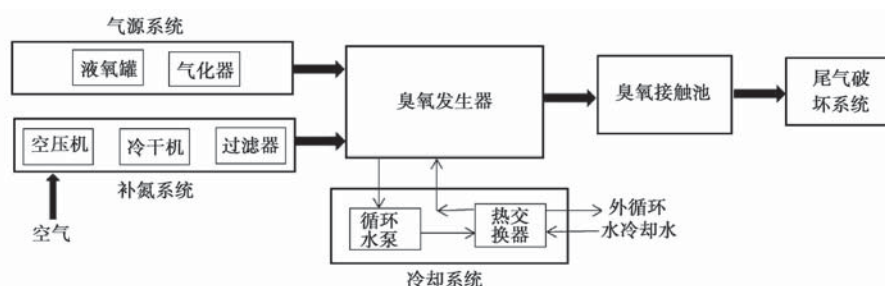 气源系统
液氧罐
气化器
臭氧发生器
臭氧接触池
尾气破
坏系统
空压机
冷干机
过滤器
补氮系统
空气
循环
水泵
热交
换器
外循环
水冷却水
冷却系统